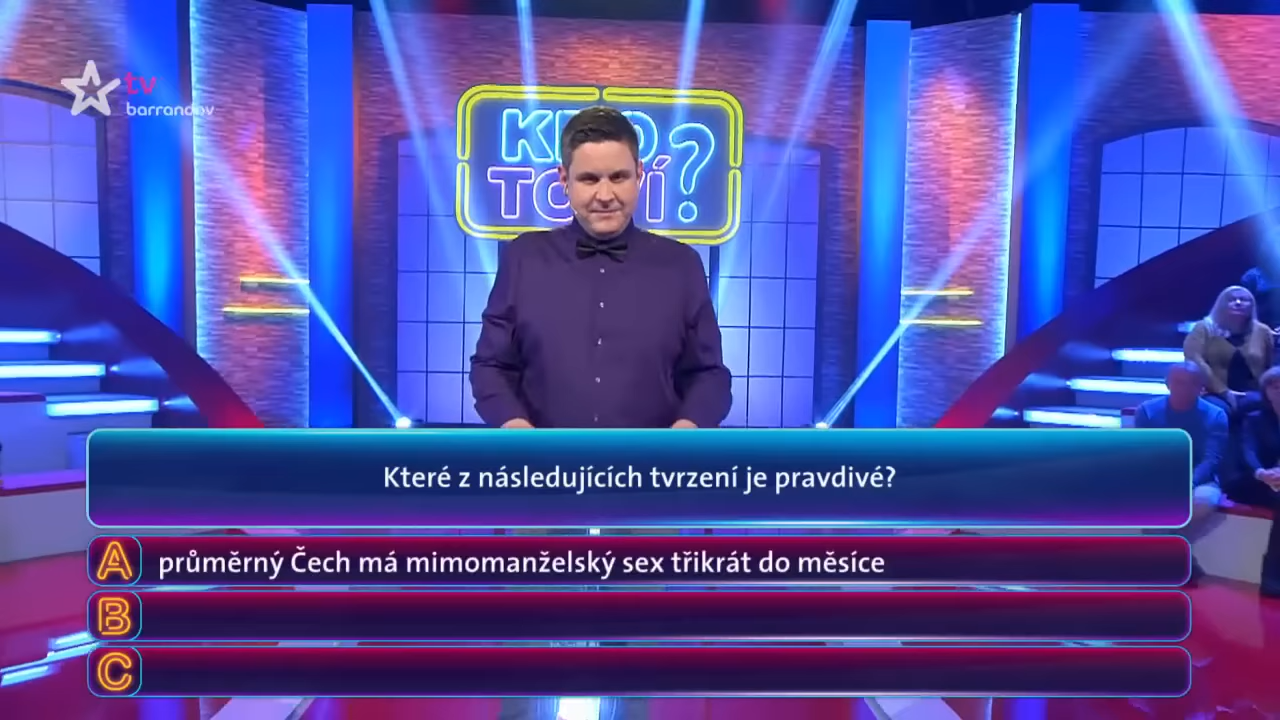 tv
barrandov
?
Které z následujících tvrzení je pravdivé?
A průměrný Čech má mimomanželský sex třikrát do měsíce
B
C